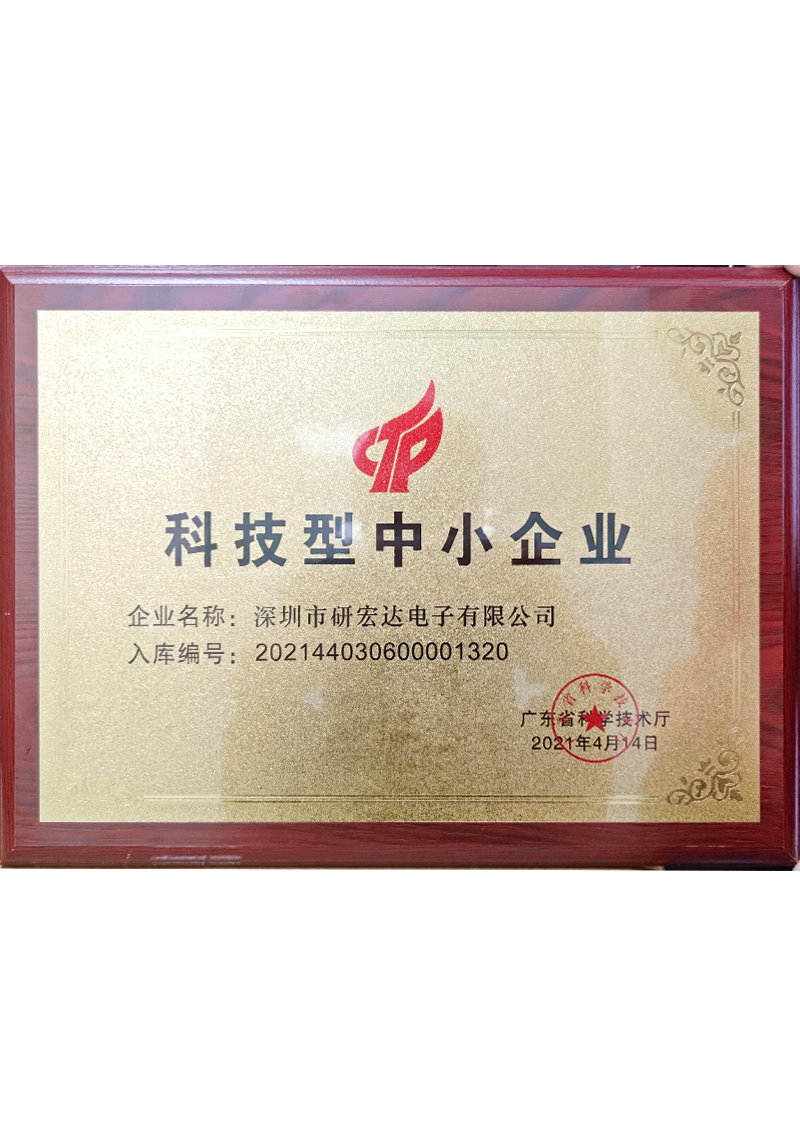 科技型中小企业
企业名称：深圳市研宏达电子有限公司
入库编号：202144030600001320
广东省科学技术厅
2021年4月14日